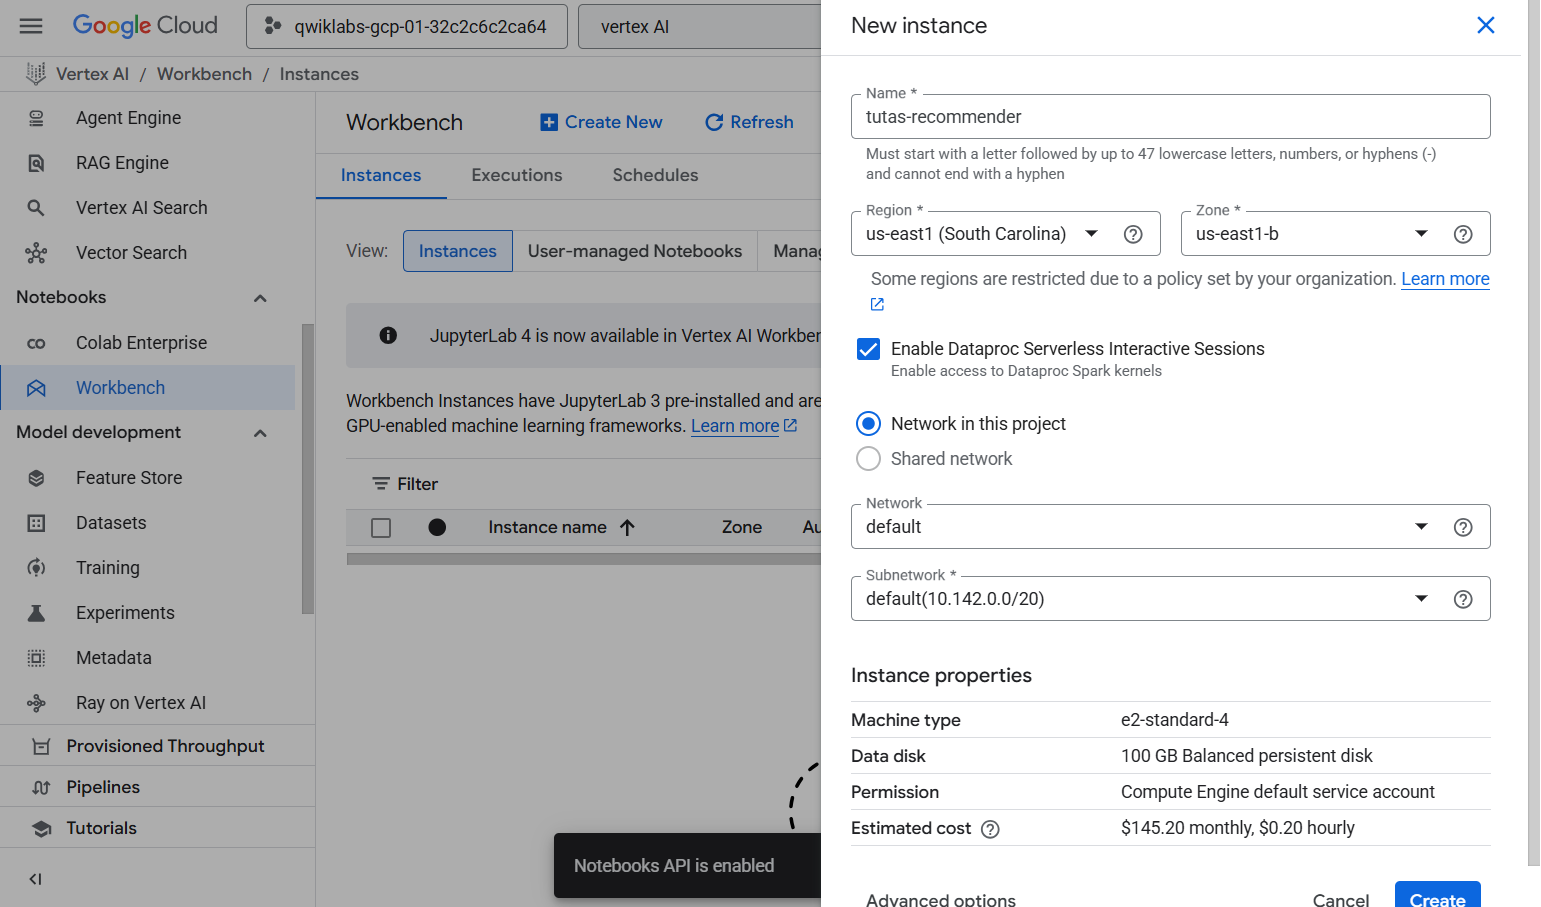 Google Cloud
qwiklabs-gcp-01-32c2c6c2ca64
vertex AI
Vertex AI / Workbench / Instances
Agent Engine
RAG Engine
Vertex AI Search
Vector Search
Notebooks
Colab Enterprise
Workbench
Model development
Feature Store
Datasets
Training
Experiments
Metadata
Ray on Vertex AI
Provisioned Throughput
Pipelines
Tutorials
Workbench
Create New
Refresh
Instances
Executions
Schedules
View:
Instances
User-managed Notebooks
Manag
JupyterLab 4 is now available in Vertex AI Workben
Workbench Instances have JupyterLab 3 pre-installed and are
GPU-enabled machine learning frameworks. Learn more
Filter
Instance name
Zone
Au
Notebooks API is enabled
New instance
Name *
tutas-recommender
Must start with a letter followed by up to 47 lowercase letters, numbers, or hyphens (-)
and cannot end with a hyphen
Region *
us-east1 (South Carolina)
Zone *
us-east1-b
Some regions are restricted due to a policy set by your organization. Learn more
Enable Dataproc Serverless Interactive Sessions
Enable access to Dataproc Spark kernels
Network in this project
Shared network
Network
default
Subnetwork *
default(10.142.0.0/20)
Instance properties
Machine type e2-standard-4
Data disk 100 GB Balanced persistent disk
Permission Compute Engine default service account
Estimated cost $145.20 monthly, $0.20 hourly
Advanced options
Cancel
Create